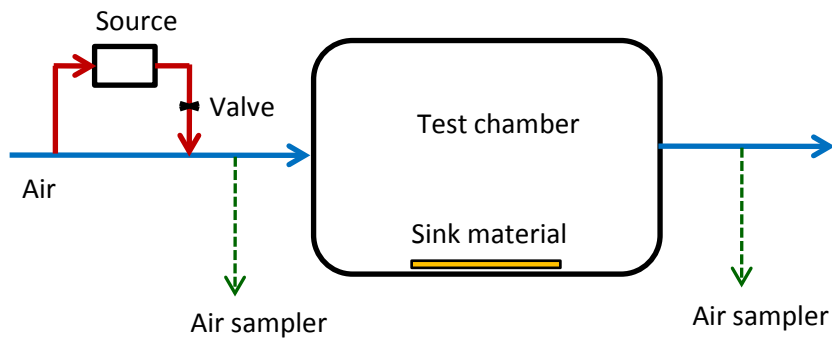 Source
Valve
Test chamber
Air
Sink material
Air sampler
Air sampler